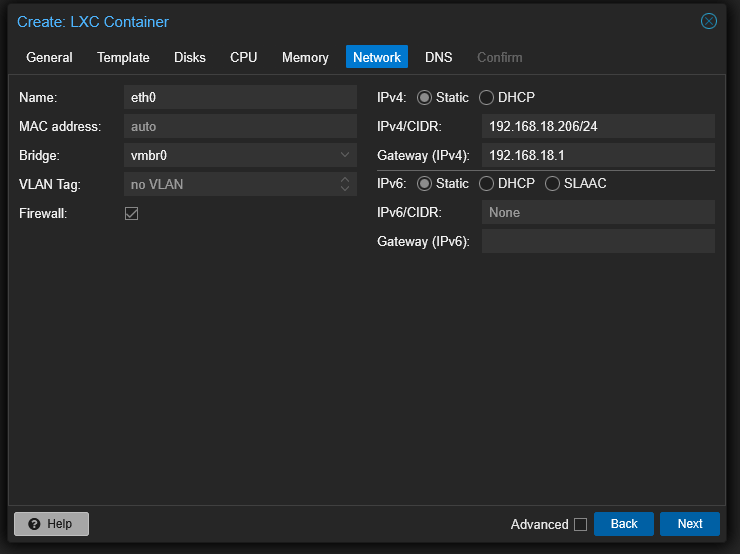 Create: LXC Container
General Template Disks CPU Memory Network DNS Confirm
Name: eth0
MAC address: auto
Bridge: vmbr0
VLAN Tag: no VLAN
Firewall:
IPv4: Static DHCP
IPv4/CIDR: 192.168.18.206/24
Gateway (IPv4): 192.168.18.1
IPv6: Static DHCP SLAAC
IPv6/CIDR: None
Gateway (IPv6):
Help Advanced Back Next